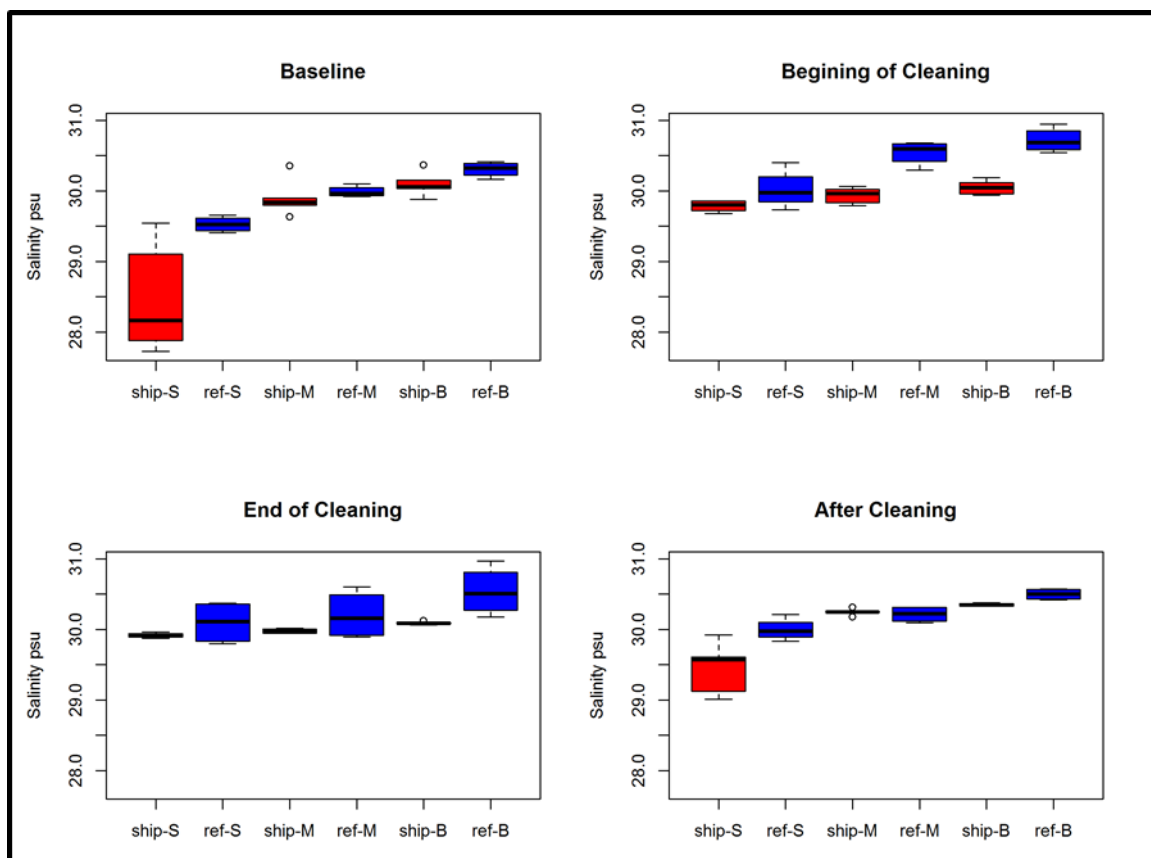 Baseline
Salinity psu
31.0
30.0
29.0
28.0
ship-S ref-S ship-M ref-M ship-B ref-B
Begining of Cleaning
Salinity psu
31.0
30.0
29.0
28.0
ship-S ref-S ship-M ref-M ship-B ref-B
End of Cleaning
Salinity psu
31.0
30.0
29.0
28.0
ship-S ref-S ship-M ref-M ship-B ref-B
After Cleaning
Salinity psu
31.0
30.0
29.0
28.0
ship-S ref-S ship-M ref-M ship-B ref-B